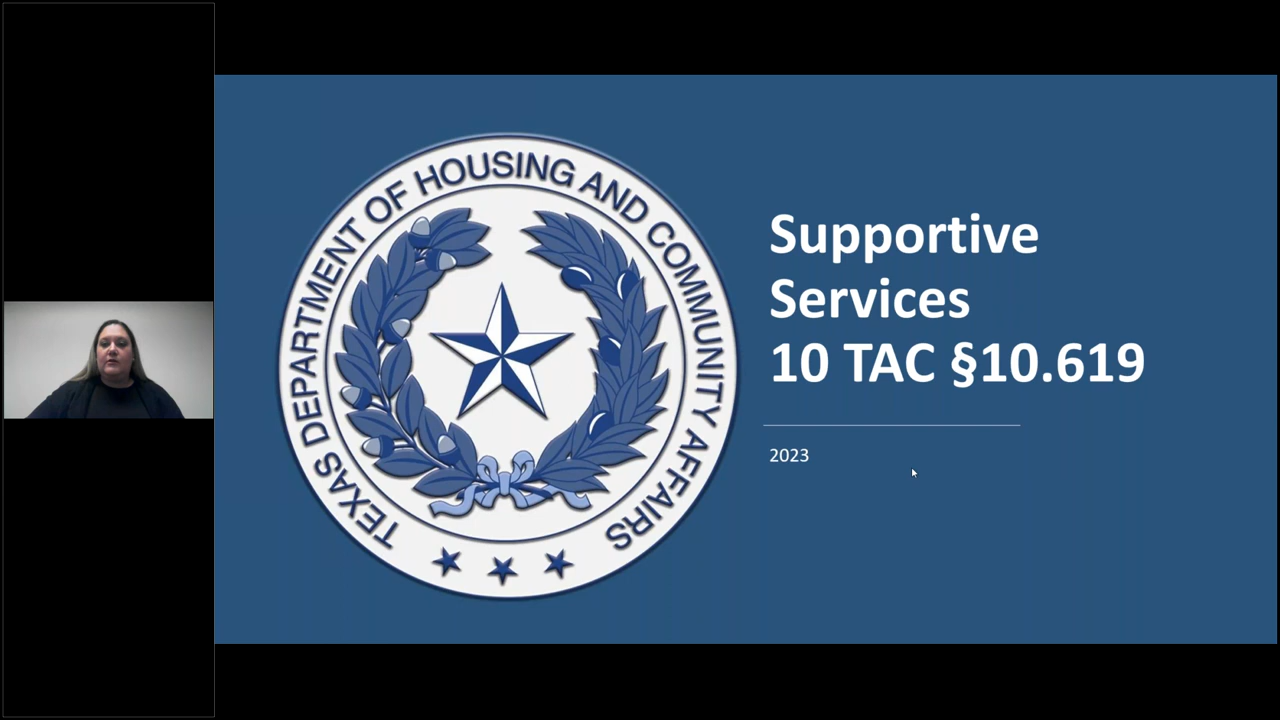 TEXAS DEPARTMENT OF HOUSING AND COMMUNITY AFFAIRS
Supportive
Services
10 TAC §10.619
2023